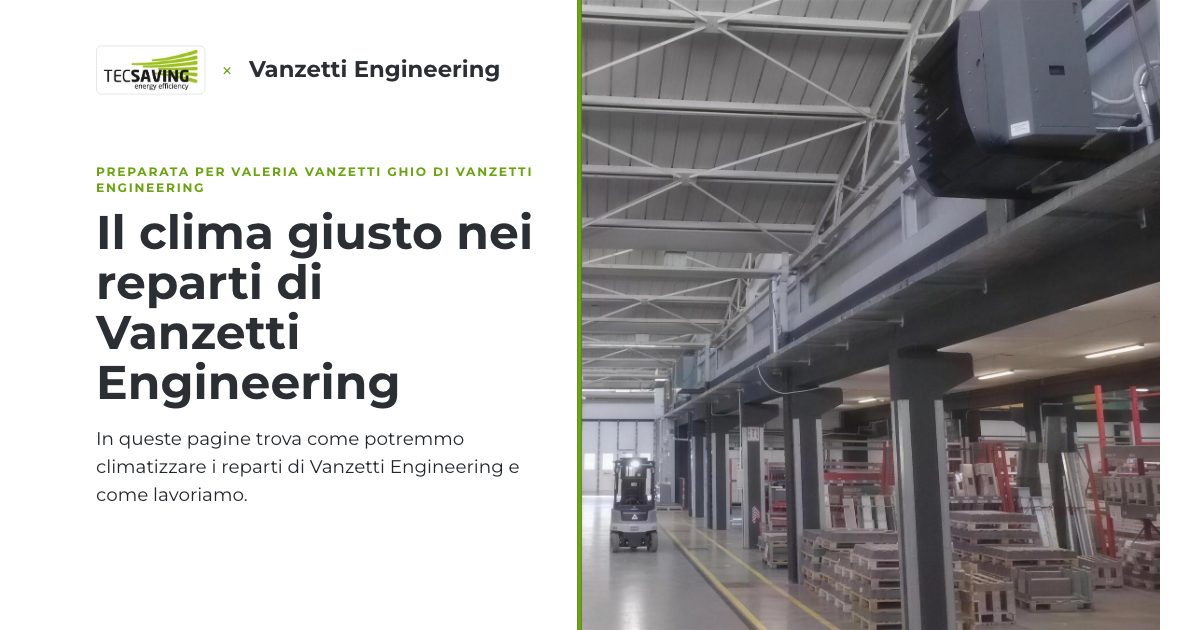 TECSAVING
energy efficiency
× Vanzetti Engineering
PREPARATA PER VALERIA VANZETTI GHIO DI VANZETTI
ENGINEERING
Il clima giusto nei
reparti di
Vanzetti
Engineering
In queste pagine trova come potremmo
climatizzare i reparti di Vanzetti Engineering e
come lavoriamo.